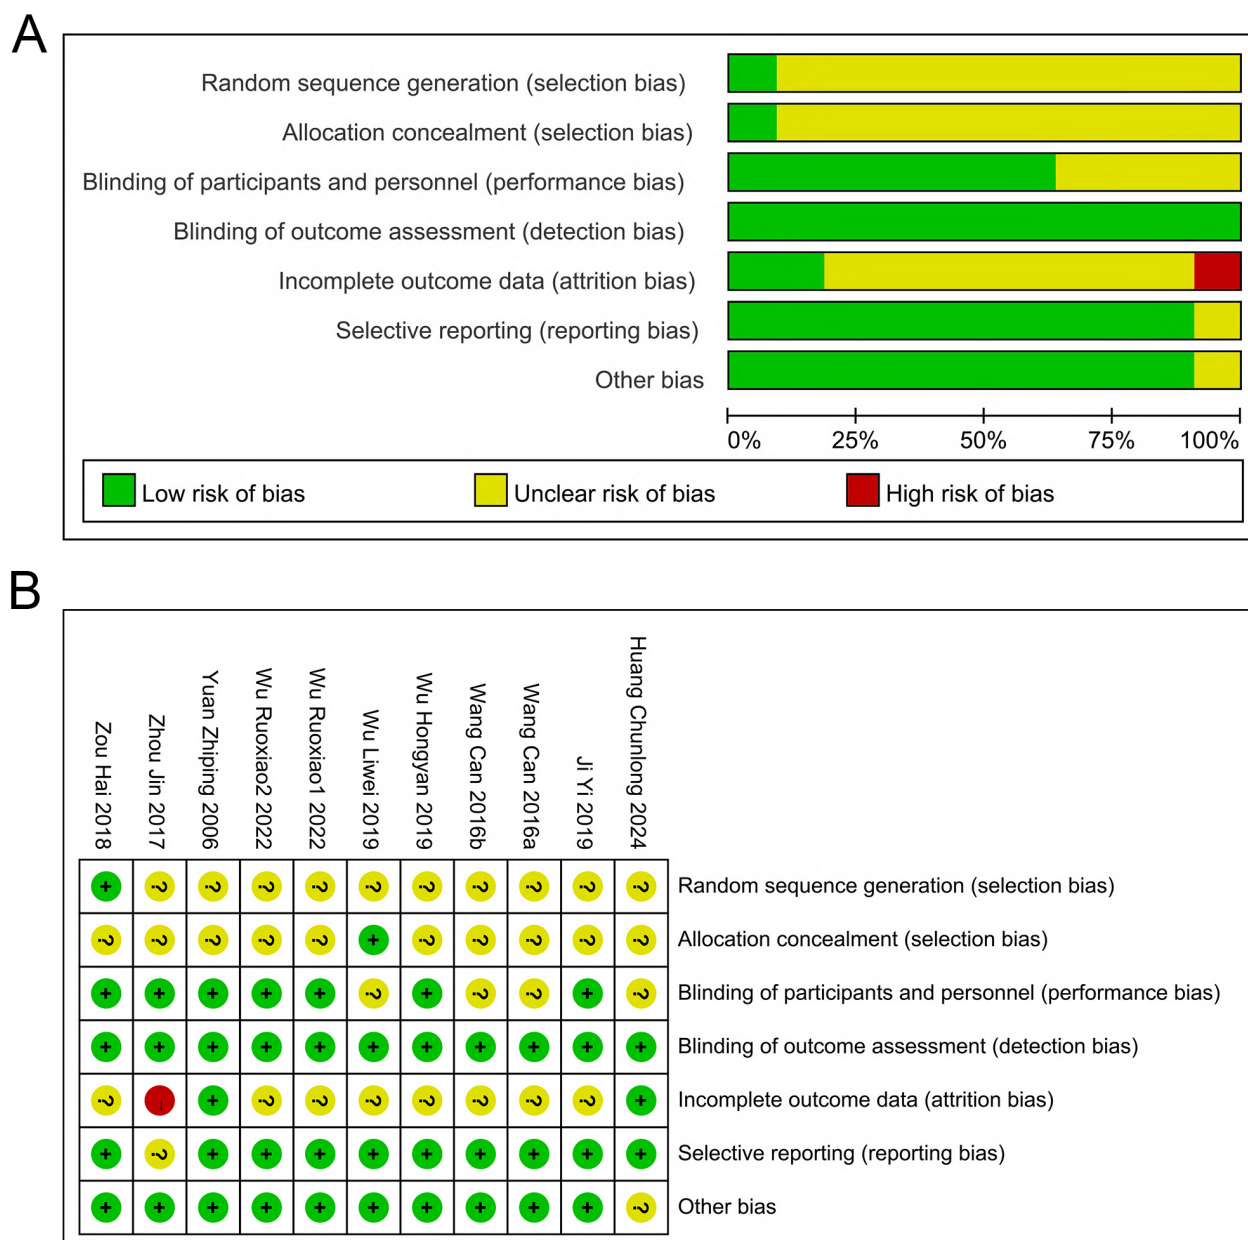 A
Random sequence generation (selection bias)
Allocation concealment (selection bias)
Blinding of participants and personnel (performance bias)
Blinding of outcome assessment (detection bias)
Incomplete outcome data (attrition bias)
Selective reporting (reporting bias)
Other bias
0% 25% 50% 75% 100%
Low risk of bias Unclear risk of bias High risk of bias
B
Zou Hai 2018
Zhou Jin 2017
Yuan Zhiping 2006
Wu Ruoxiao2 2022
Wu Ruoxiao1 2022
Wu Liwei 2019
Wu Hongyan 2019
Wang Can 2016b
Wang Can 2016a
Ji Yi 2019
Huang Chunlong 2024
+ ? ? ? ? ? ? ? ? ? ? Random sequence generation (selection bias)
? ? ? ? ? + ? ? ? ? ? Allocation concealment (selection bias)
+ + + + + ? + ? ? + ? Blinding of participants and personnel (performance bias)
+ + + + + + + + + + + Blinding of outcome assessment (detection bias)
? - + ? ? ? ? ? ? ? + Incomplete outcome data (attrition bias)
+ ? + + + + + + + + + Selective reporting (reporting bias)
+ + + + + + + + + + ? Other bias